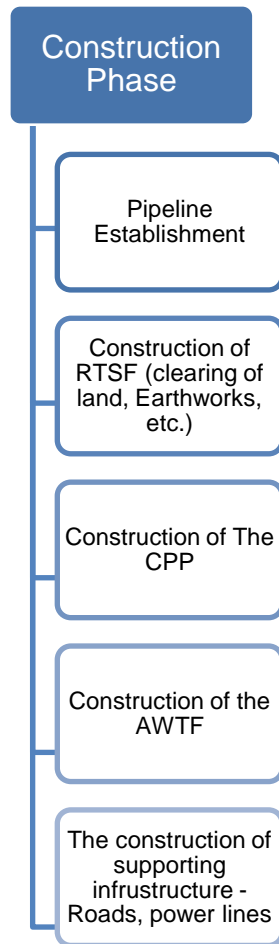 Construction
Phase
Pipeline
Establishment
Construction of
RTSF (clearing of
land, Earthworks,
etc.)
Construction of The
CPP
Construction of the
AWTF
The construction of
supporting
infrustructure -
Roads, power lines